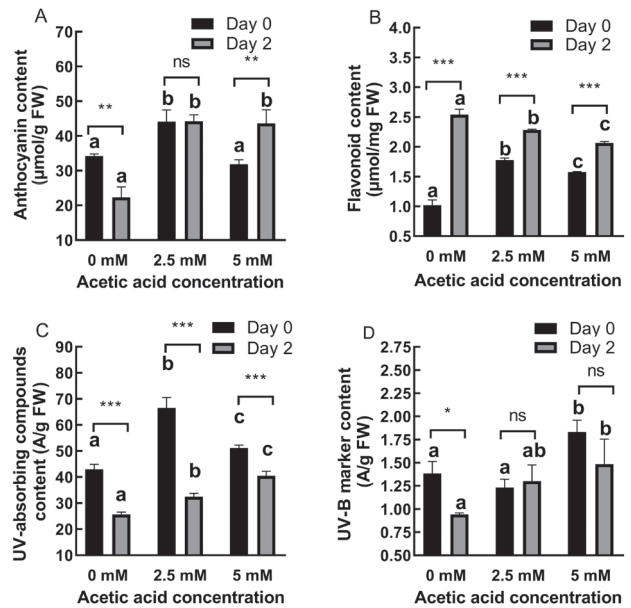 A
Day 0
Day 2
Anthocyanin content
(µmol/g FW)
70
60
50
40
30
20
10
**
ns
**
a
a
b
b
a
b
0 mM
2.5 mM
5 mM
Acetic acid concentration
B
Day 0
Day 2
Flavonoid content
(µmol/mg FW)
4.0
3.5
3.0
2.5
2.0
1.5
1.0
0.5
***
***
***
a
a
b
b
c
c
0 mM
2.5 mM
5 mM
Acetic acid concentration
C
Day 0
Day 2
UV-absorbing compounds
content (A/g FW)
90
80
70
60
50
40
30
20
10
***
***
***
a
a
b
b
c
c
0 mM
2.5 mM
5 mM
Acetic acid concentration
D
Day 0
Day 2
UV-B marker content
(A/g FW)
2.75
2.50
2.25
2.00
1.75
1.50
1.25
1.00
0.75
0.50
*
ns
ns
a
a
a
ab
b
b
0 mM
2.5 mM
5 mM
Acetic acid concentration